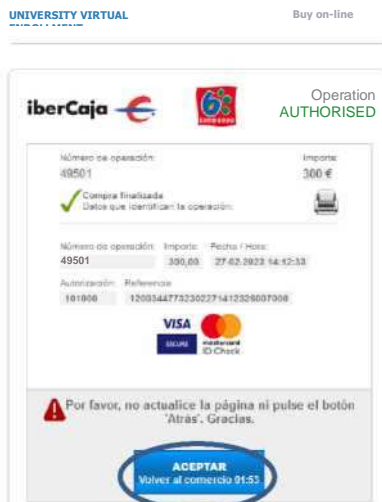 UNIVERSITY VIRTUAL
ENROLLMENT
Buy on-line
iberCaja
Operation
AUTHORISED
Número de operación:
Importe:
49501
300 €
Compra finalizada
Datos que identifican la operación:
Número de operación: Importe: Fecha / Hora:
49501 300,00 27-02-2023 14:12:33
Autorización: Referencia
101000
VISA
SECURE mastercard
ID Check
Por favor, no actualice la página ni pulse el botón
'Atrás'. Gracias.
ACEPTAR
Volver al comercio 01:53